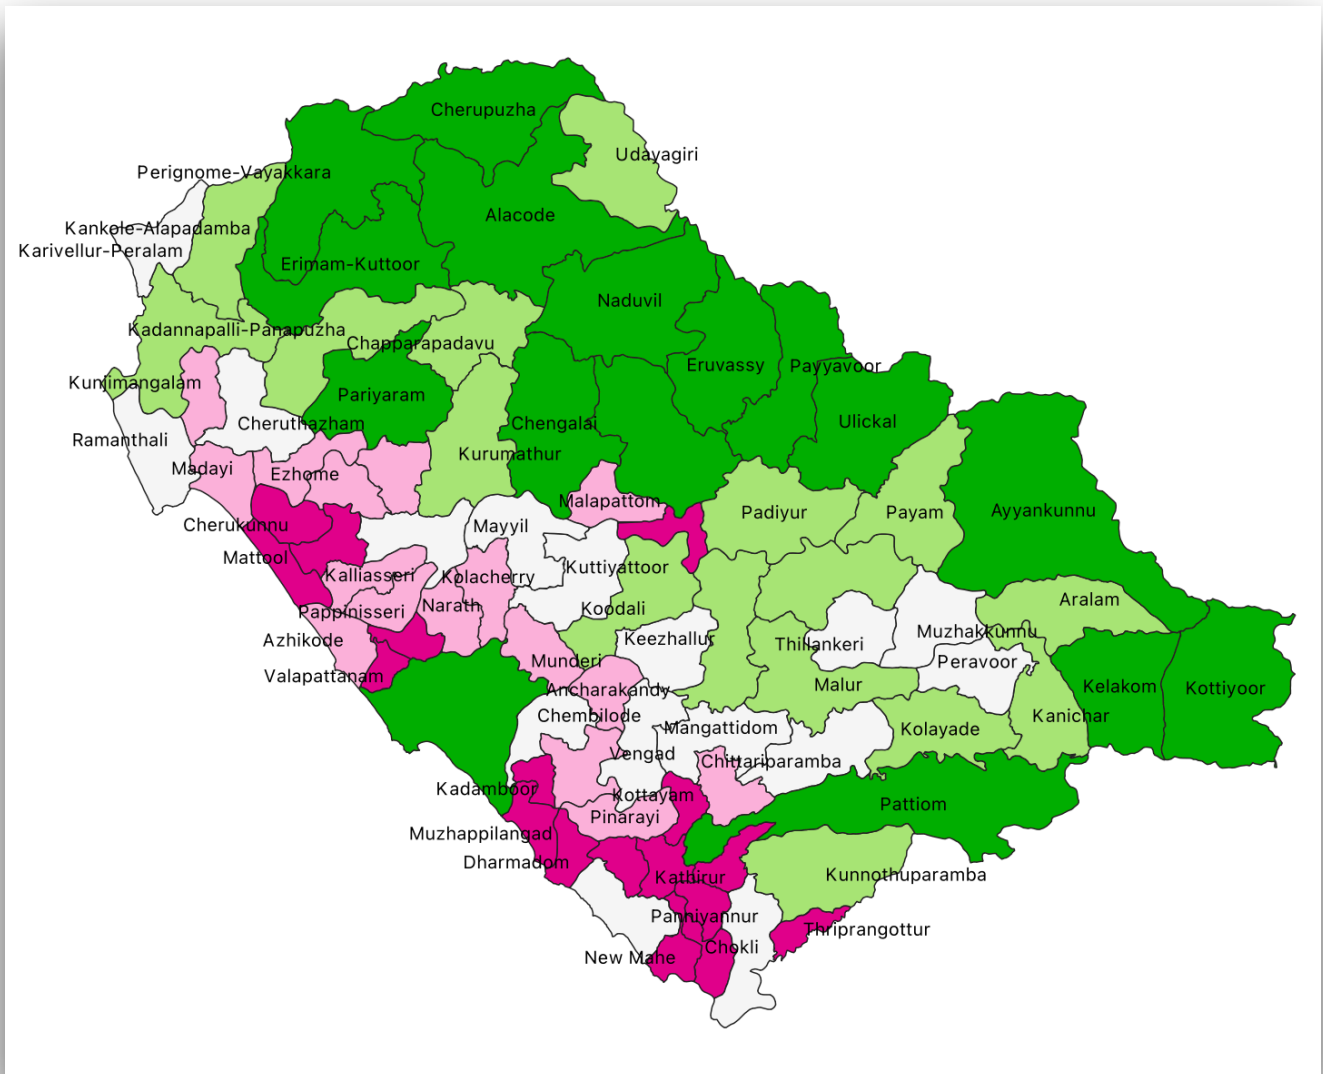 Cherupuzha
Udayagiri
Perignome-Vayakkara
Alacode
Kankole-Alapadamba
Karivellur-Peralam
Erimam-Kuttoor
Naduvil
Kadannapalli-Panapuzha
Chapparapadavu
Eruvassy
Payyavoor
Kunjimangalam
Pariyaram
Cheruthazham
Chengalai
Ulickal
Ramanthali
Kurumathur
Madayi
Ezhome
Malapattom
Padiyur
Payam
Ayyankunnu
Cherukunnu
Mayyil
Mattool
Kuttiyattoor
Kalliasseri
Kolacherry
Aralam
Pappinisseri
Narath
Koodali
Azhikode
Keezhallur
Thillankeri
Muzhakkunnu
Munderi
Peravoor
Valapattanam
Ancharakandy
Malur
Kelakom
Kottiyoor
Chembilode
Mangattidom
Kolayade
Kanichar
Vengad
Chittariparamba
Kadamboor
Kottayam
Pattiom
Pinarayi
Muzhappilangad
Dharmadom
Kathirur
Kunnothuparamba
Panniyannur
Thriprangottur
New Mahe
Chokli